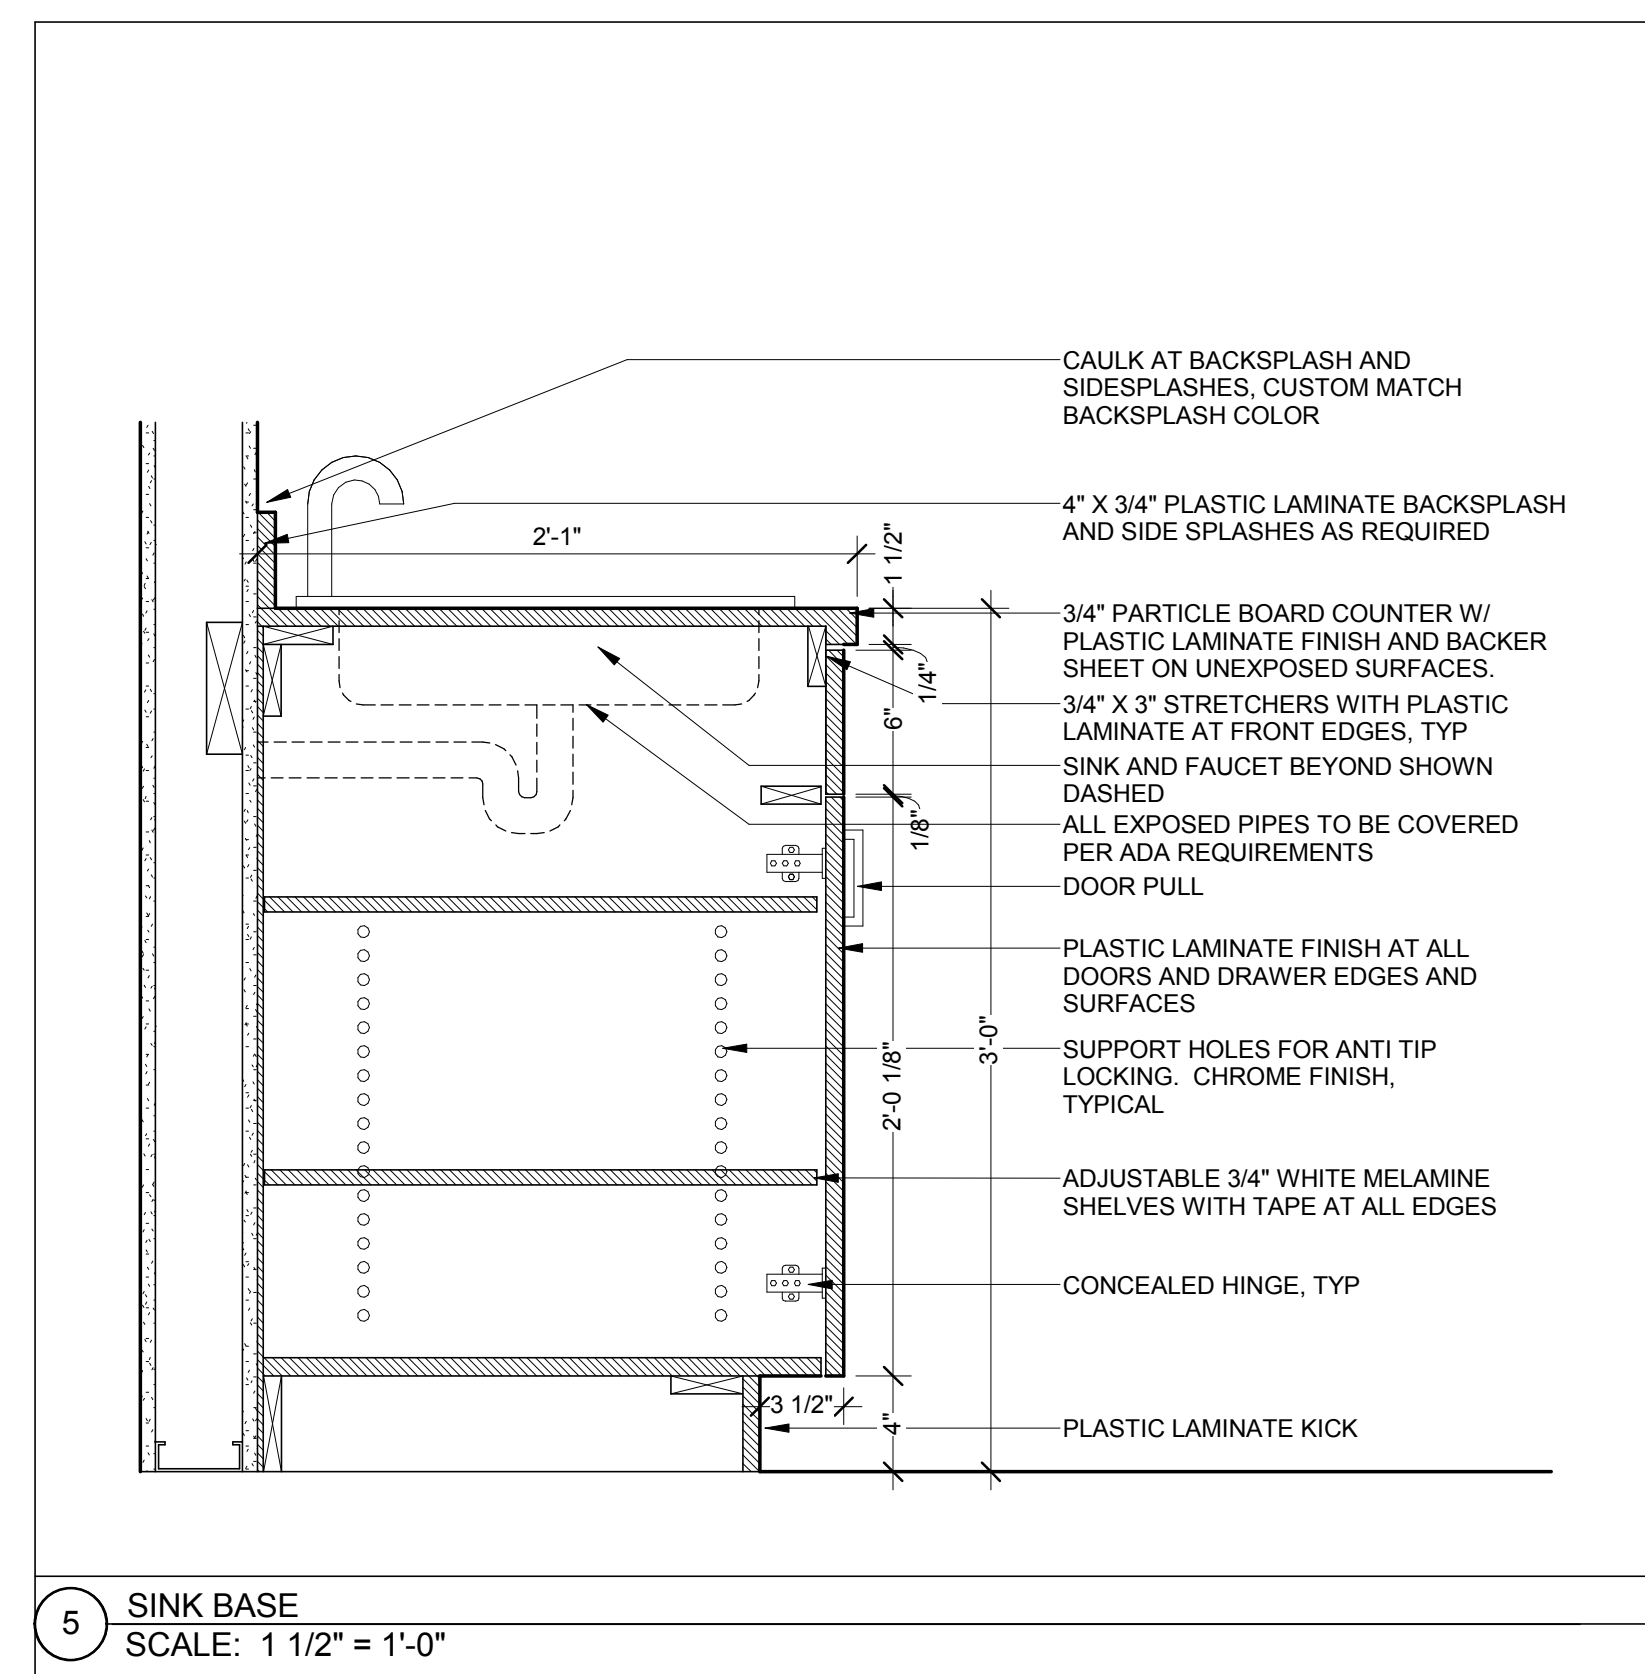 CAULK AT BACKSPLASH AND
SIDESPLASHES, CUSTOM MATCH
BACKSPLASH COLOR
4" X 3/4" PLASTIC LAMINATE BACKSPLASH
AND SIDE SPLASHES AS REQUIRED
2'-1"
1 1/2"
3/4" PARTICLE BOARD COUNTER W/
PLASTIC LAMINATE FINISH AND BACKER
SHEET ON UNEXPOSED SURFACES.
1/4"
3/4" X 3" STRETCHERS WITH PLASTIC
LAMINATE AT FRONT EDGES, TYP
6"
SINK AND FAUCET BEYOND SHOWN
DASHED
1/8"
ALL EXPOSED PIPES TO BE COVERED
PER ADA REQUIREMENTS
DOOR PULL
PLASTIC LAMINATE FINISH AT ALL
DOORS AND DRAWER EDGES AND
SURFACES
2'-0 1/8"
3'-0"
SUPPORT HOLES FOR ANTI TIP
LOCKING.  CHROME FINISH,
TYPICAL
ADJUSTABLE 3/4" WHITE MELAMINE
SHELVES WITH TAPE AT ALL EDGES
CONCEALED HINGE, TYP
3 1/2"
4"
PLASTIC LAMINATE KICK
5
SINK BASE
SCALE:  1 1/2" = 1'-0"